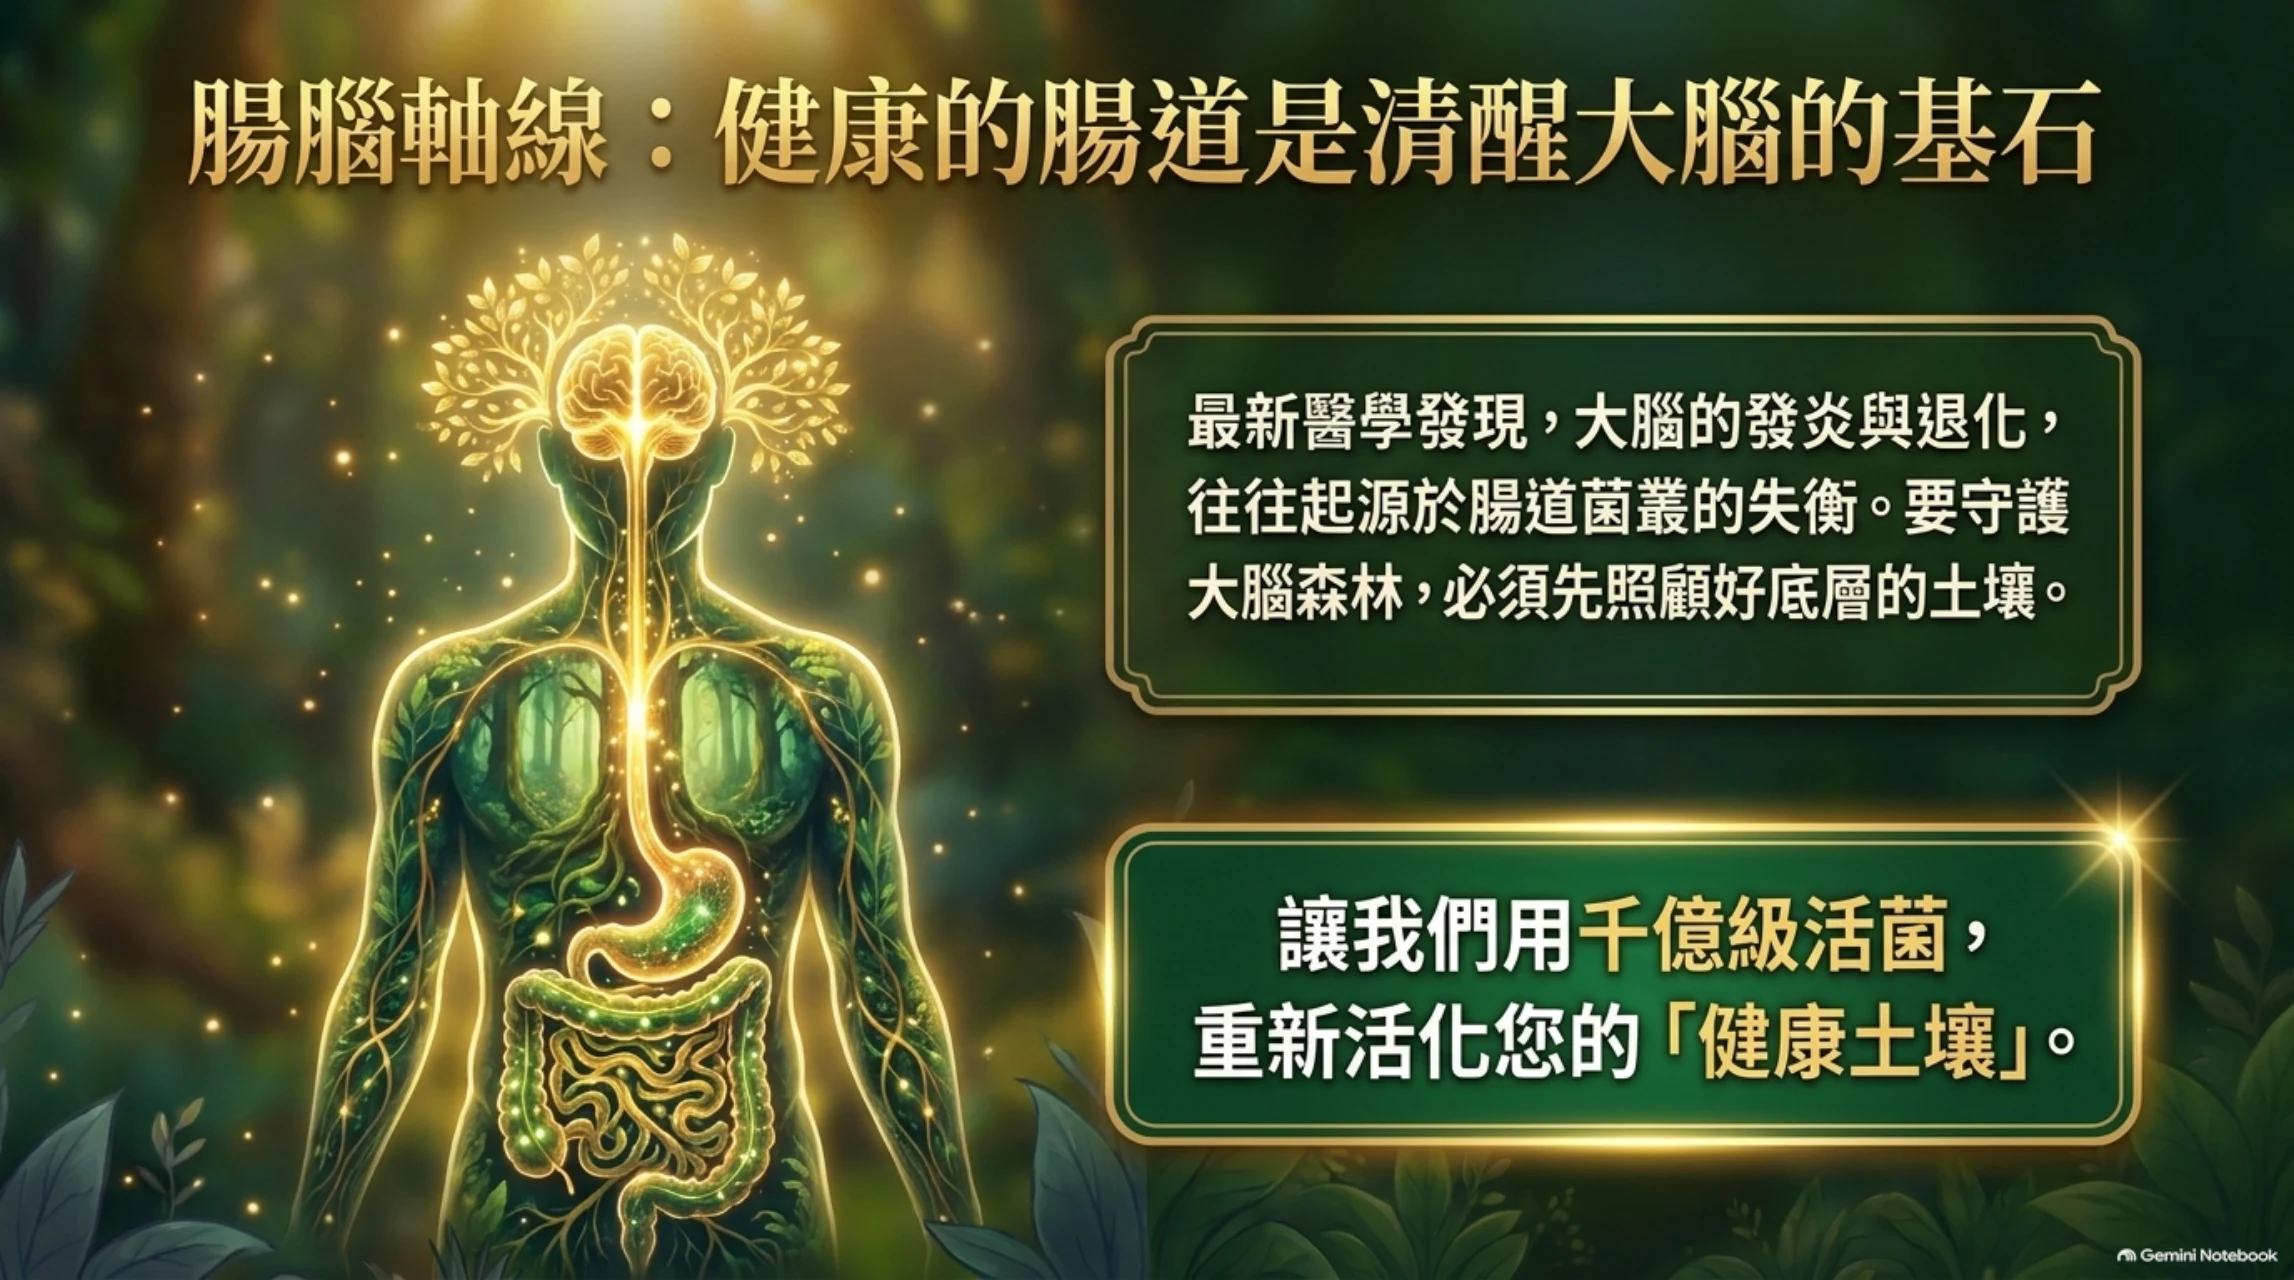 腸腦軸線：健康的腸道是清醒大腦的基石
最新醫學發現，大腦的發炎與退化，
往往起源於腸道菌叢的失衡。要守護
大腦森林，必須先照顧好底層的土壤。
讓我們用千億級活菌，
重新活化您的「健康土壤」。
Gemini Notebook